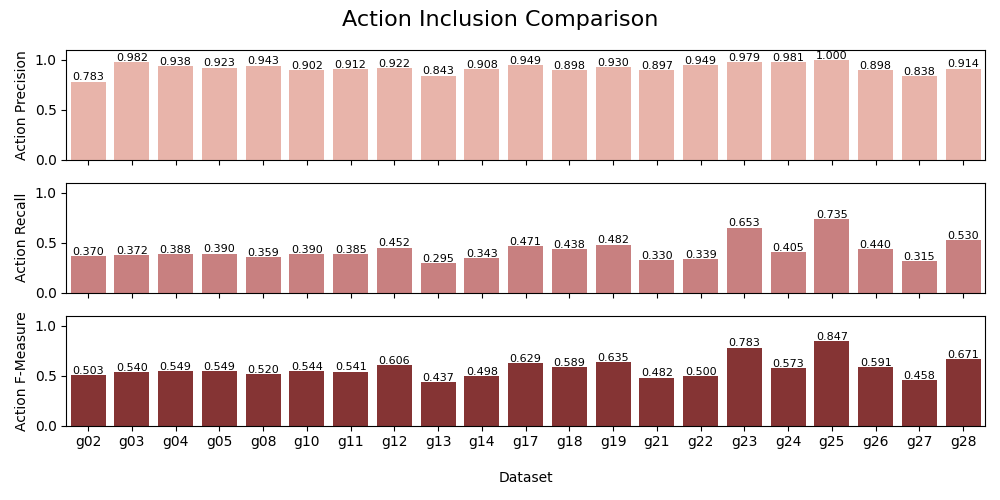 Action Inclusion Comparison
Action Precision
1.0
0.5
0.0
0.783 0.982 0.938 0.923 0.943 0.902 0.912 0.922 0.843 0.908 0.949 0.898 0.930 0.897 0.949 0.979 0.981 1.000 0.898 0.838 0.914
Action Recall
1.0
0.5
0.0
0.370 0.372 0.388 0.390 0.359 0.390 0.385 0.452 0.295 0.343 0.471 0.438 0.482 0.330 0.339 0.653 0.405 0.735 0.440 0.315 0.530
Action F-Measure
1.0
0.5
0.0
0.503 0.540 0.549 0.549 0.520 0.544 0.541 0.606 0.437 0.498 0.629 0.589 0.635 0.482 0.500 0.783 0.573 0.847 0.591 0.458 0.671
g02 g03 g04 g05 g08 g10 g11 g12 g13 g14 g17 g18 g19 g21 g22 g23 g24 g25 g26 g27 g28
Dataset